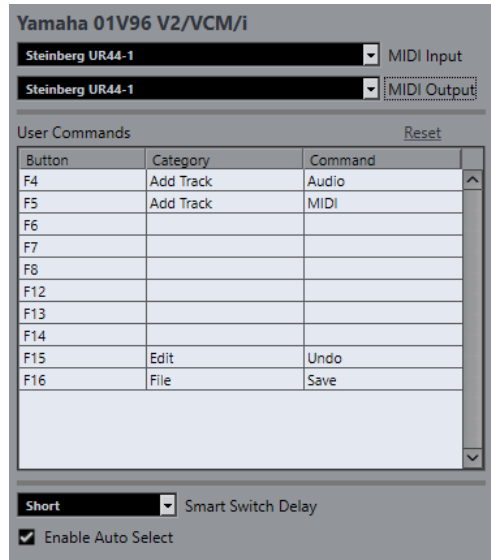 Yamaha 01V96 V2/VCM/i
Steinberg UR44-1 MIDI Input
Steinberg UR44-1 MIDI Output
User Commands Reset
Button Category Command
F4 Add Track Audio
F5 Add Track MIDI
F6
F7
F8
F12
F13
F14
F15 Edit Undo
F16 File Save
Short Smart Switch Delay
Enable Auto Select